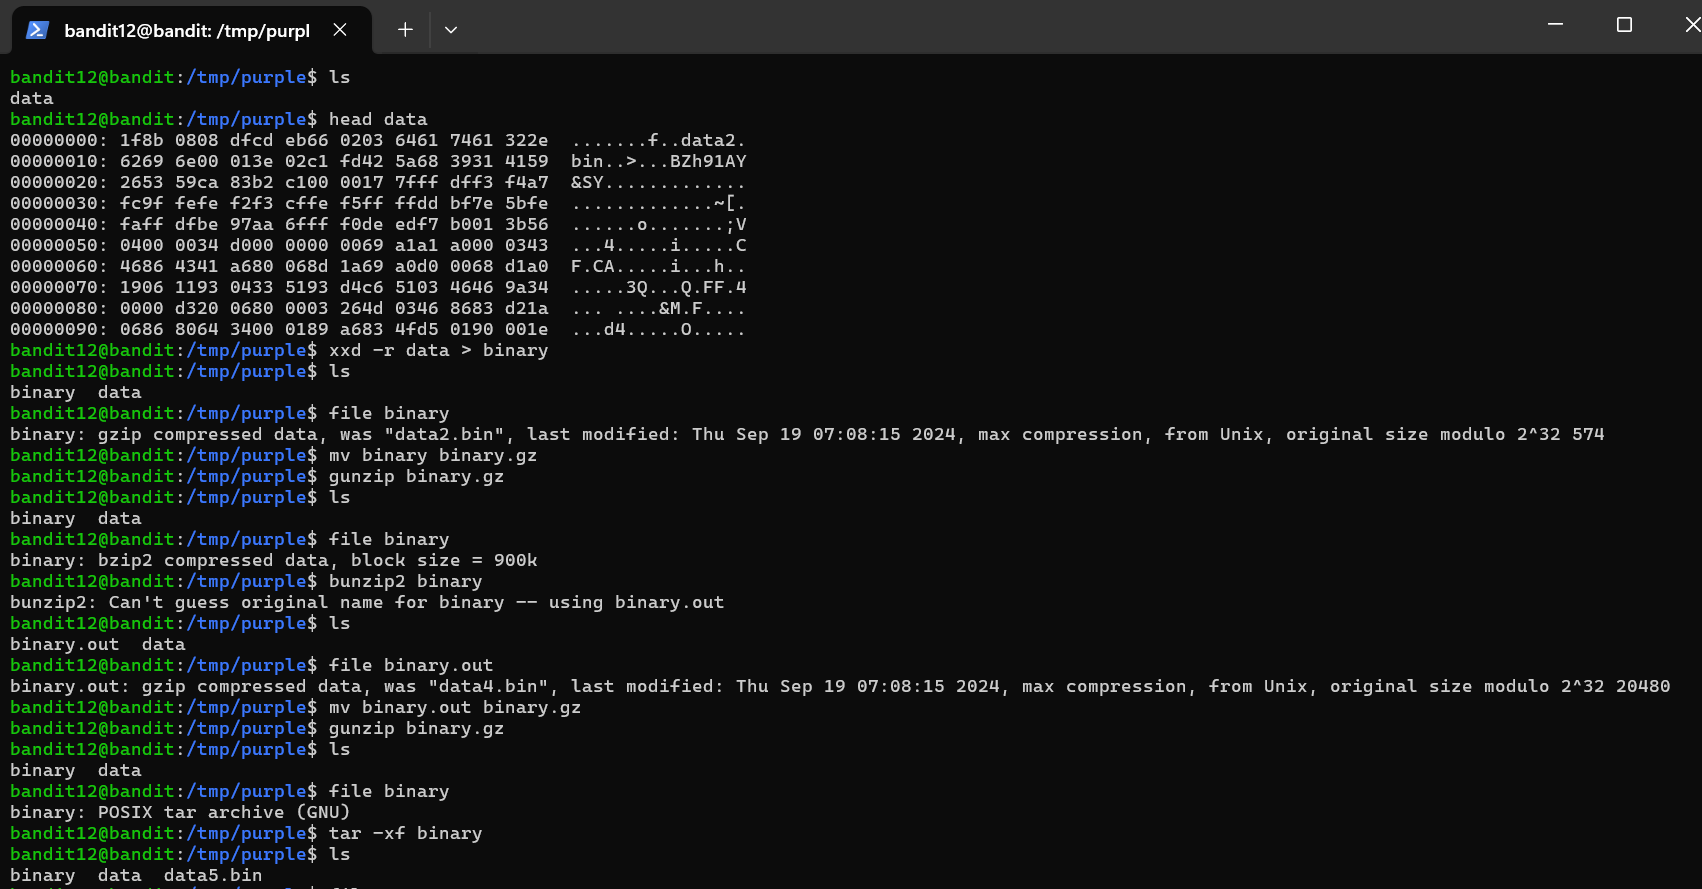 bandit12@bandit: /tmp/purpl
bandit12@bandit:/tmp/purple$ ls
data
bandit12@bandit:/tmp/purple$ head data
00000000: 1f8b 0808 dfcd eb66 0203 6461 7461 322e  .......f..data2.
00000010: 6269 6e00 013e 02c1 fd42 5a68 3931 4159  bin..>...BZh91AY
00000020: 2653 59ca 83b2 c100 0017 7fff dff3 f4a7  &SY.............
00000030: fc9f fefe f2f3 cffe f5ff ffdd bf7e 5bfe  .............~[.
00000040: faff dfbe 97aa 6fff f0de edf7 b001 3b56  ......o.......;V
00000050: 0400 0034 d000 0000 0069 a1a1 a000 0343  ...4.....i.....C
00000060: 4686 4341 a680 068d 1a69 a0d0 0068 d1a0  F.CA.....i...h..
00000070: 1906 1193 0433 5193 d4c6 5103 4646 9a34  .....3Q...Q.FF.4
00000080: 0000 d320 0680 0003 264d 0346 8683 d21a  ... ....&M.F....
00000090: 0686 8064 3400 0189 a683 4fd5 0190 001e  ...d4.....O.....
bandit12@bandit:/tmp/purple$ xxd -r data > binary
bandit12@bandit:/tmp/purple$ ls
binary  data
bandit12@bandit:/tmp/purple$ file binary
binary: gzip compressed data, was "data2.bin", last modified: Thu Sep 19 07:08:15 2024, max compression, from Unix, original size modulo 2^32 574
bandit12@bandit:/tmp/purple$ mv binary binary.gz
bandit12@bandit:/tmp/purple$ gunzip binary.gz
bandit12@bandit:/tmp/purple$ ls
binary  data
bandit12@bandit:/tmp/purple$ file binary
binary: bzip2 compressed data, block size = 900k
bandit12@bandit:/tmp/purple$ bunzip2 binary
bunzip2: Can't guess original name for binary -- using binary.out
bandit12@bandit:/tmp/purple$ ls
binary.out  data
bandit12@bandit:/tmp/purple$ file binary.out
binary.out: gzip compressed data, was "data4.bin", last modified: Thu Sep 19 07:08:15 2024, max compression, from Unix, original size modulo 2^32 20480
bandit12@bandit:/tmp/purple$ mv binary.out binary.gz
bandit12@bandit:/tmp/purple$ gunzip binary.gz
bandit12@bandit:/tmp/purple$ ls
binary  data
bandit12@bandit:/tmp/purple$ file binary
binary: POSIX tar archive (GNU)
bandit12@bandit:/tmp/purple$ tar -xf binary
bandit12@bandit:/tmp/purple$ ls
binary  data  data5.bin